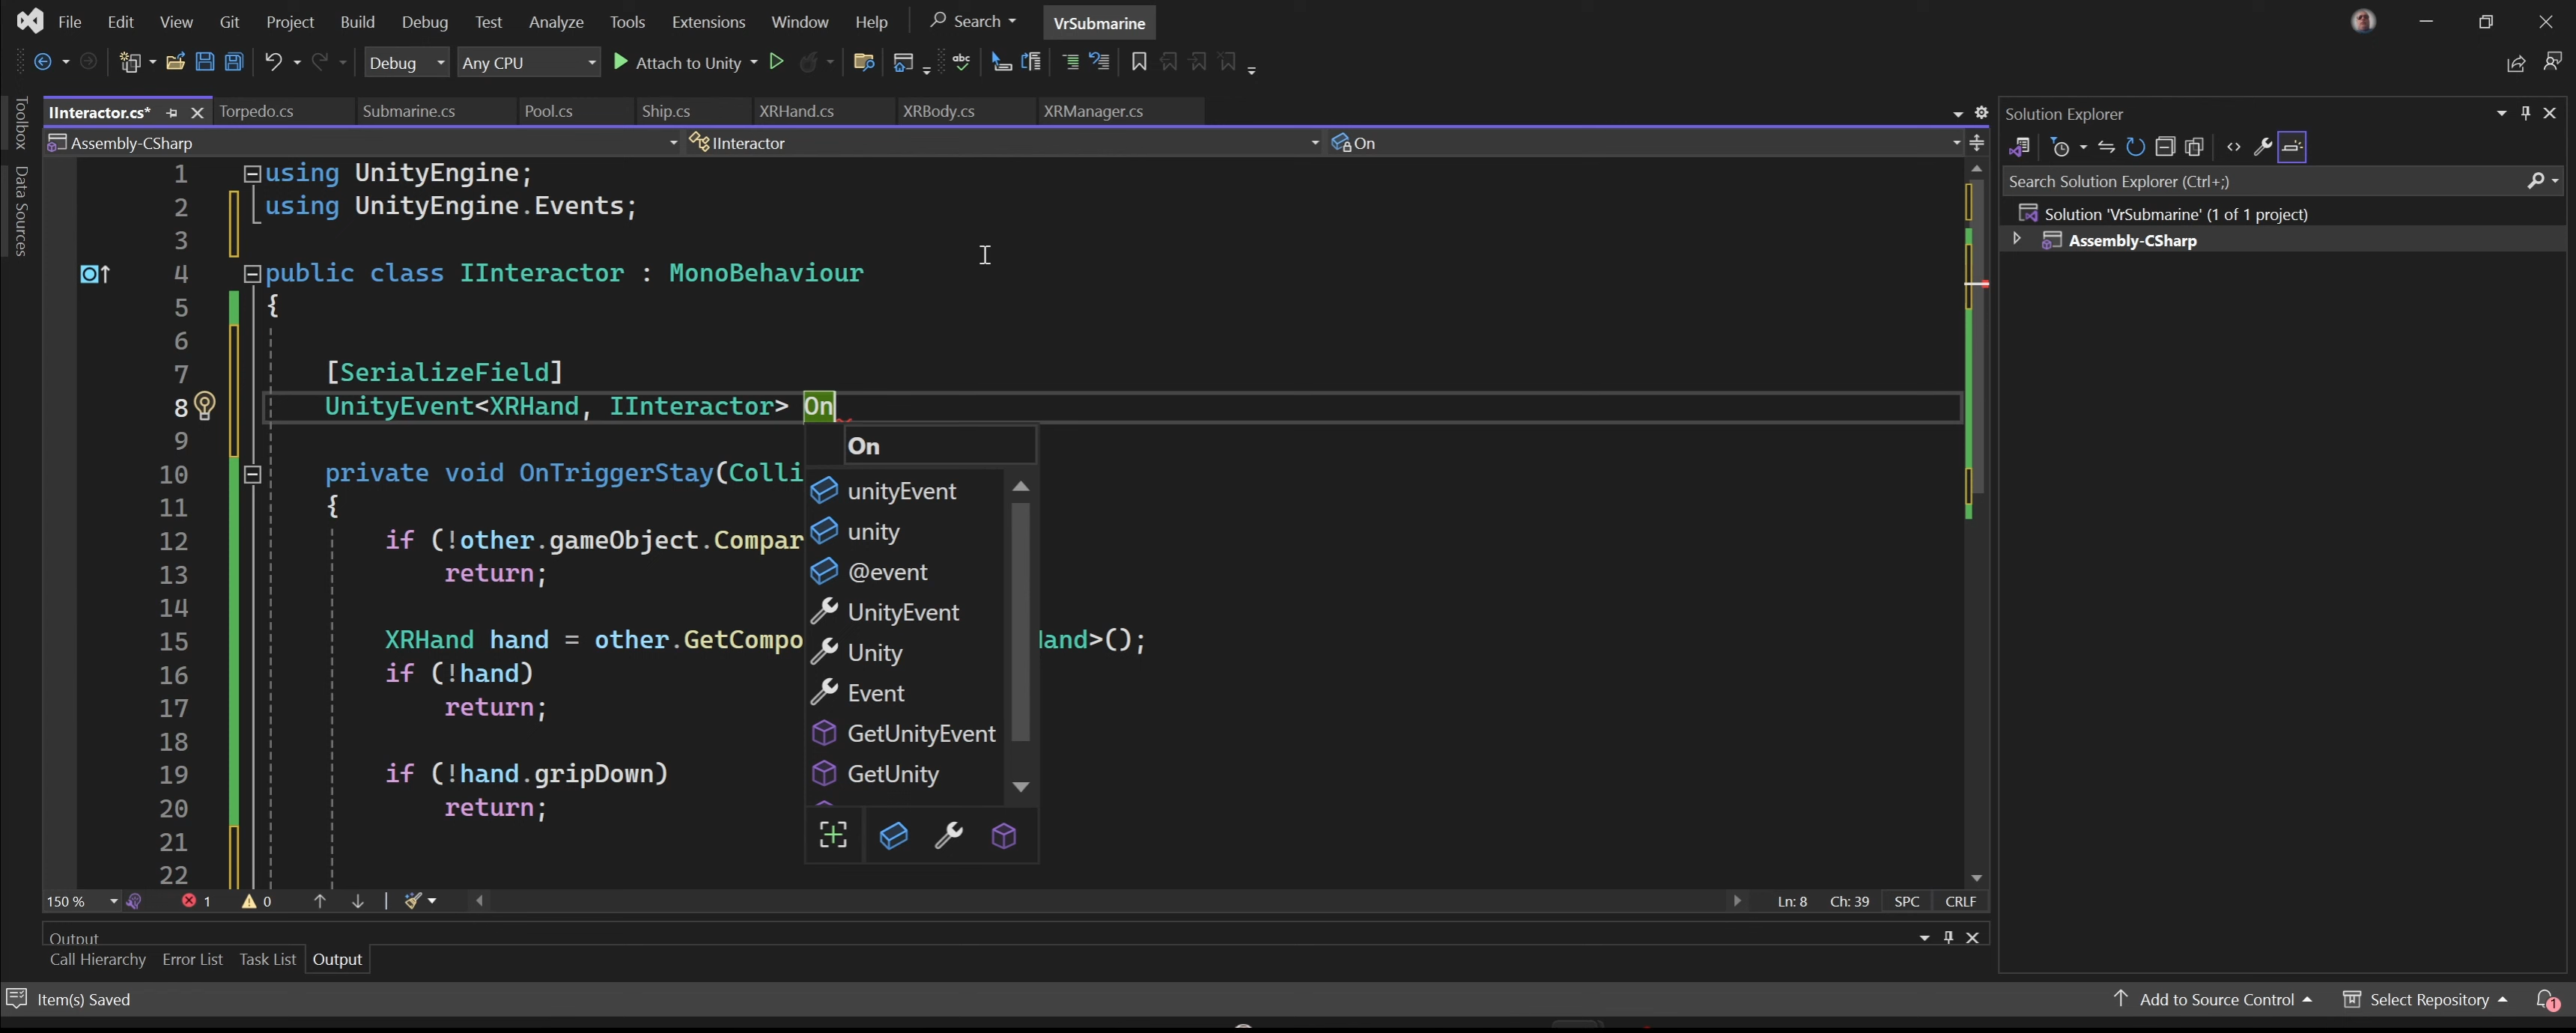 File Edit View Git Project Build Debug Test Analyze Tools Extensions Window Help Search VrSubmarine
Debug Any CPU Attach to Unity
IInteractor.cs* Torpedo.cs Submarine.cs Pool.cs Ship.cs XRHand.cs XRBody.cs XRManager.cs
Assembly-CSharp IInteractor On
Toolbox
Data Sources
1 using UnityEngine;
2 using UnityEngine.Events;
3
4 public class IInteractor : MonoBehaviour
5 {
6
7 [SerializeField]
8 UnityEvent<XRHand, IInteractor> On
9
10 private void OnTriggerStay(Colli
11 {
12 if (!other.gameObject.Compar
13 return;
14
15 XRHand hand = other.GetCompo and>();
16 if (!hand)
17 return;
18
19 if (!hand.gripDown)
20 return;
21
22
On
unityEvent
unity
@event
UnityEvent
Unity
Event
GetUnityEvent
GetUnity
150 % 1 0 Ln: 8 Ch: 39 SPC CRLF
Output
Call Hierarchy Error List Task List Output
Item(s) Saved Add to Source Control Select Repository 1
Solution Explorer
Search Solution Explorer (Ctrl+;)
Solution 'VrSubmarine' (1 of 1 project)
Assembly-CSharp